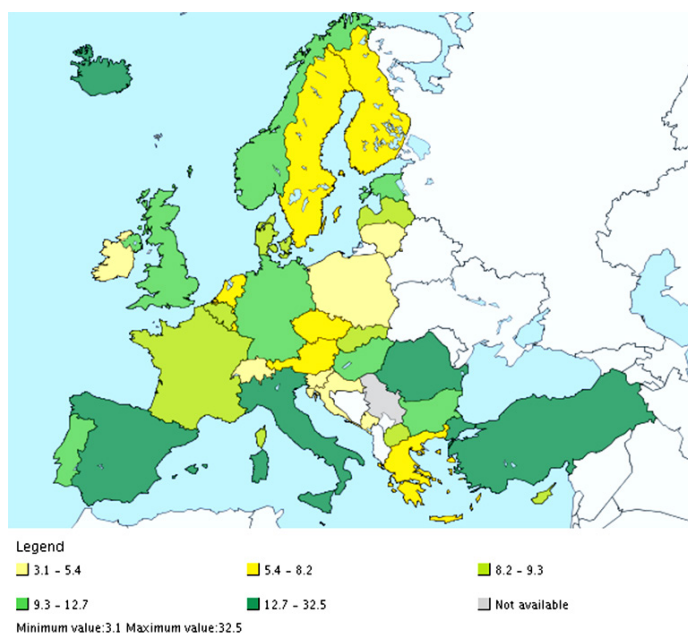 Legend
3.1 - 5.4 5.4 - 8.2 8.2 - 9.3
9.3 - 12.7 12.7 - 32.5 Not available
Minimum value:3.1 Maximum value:32.5